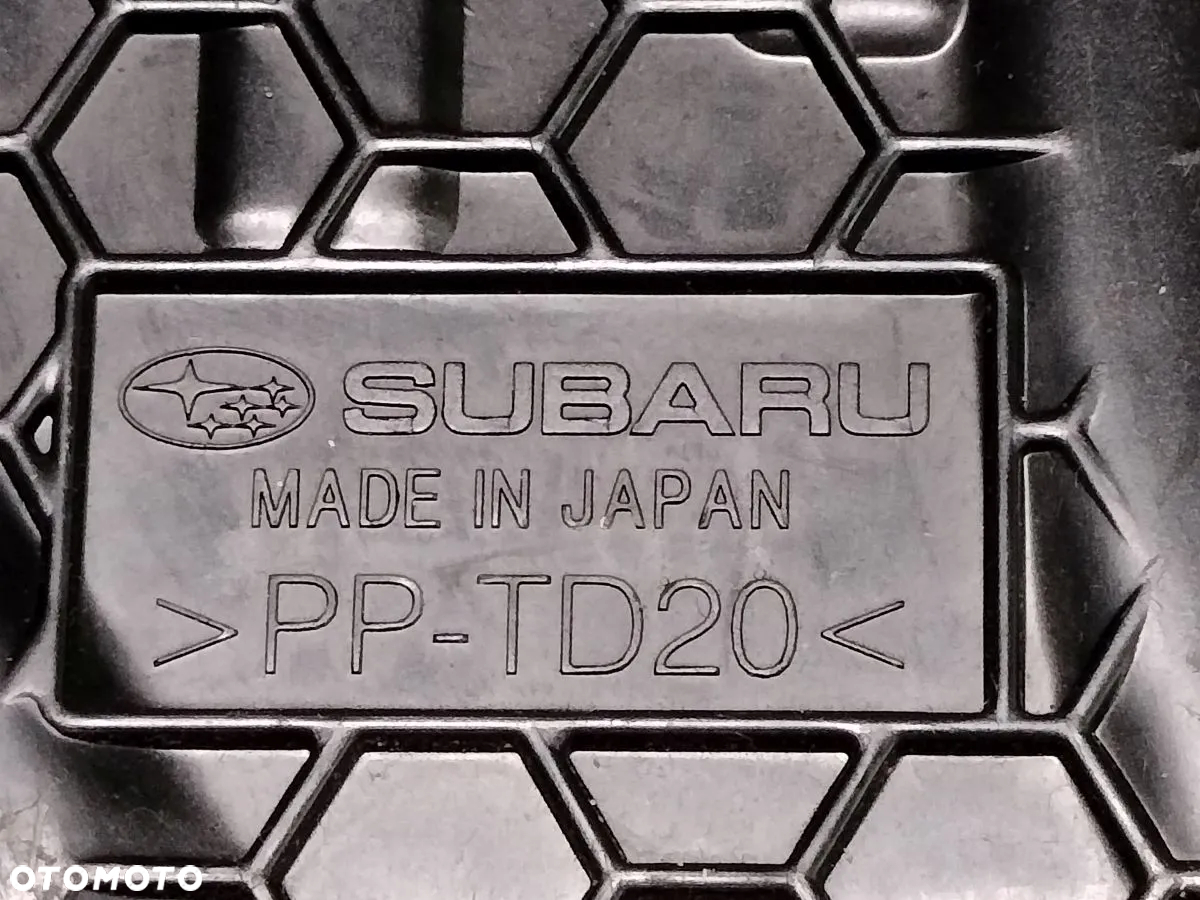 SUBARU
MADE IN JAPAN
>PP-TD20<
OTOMOTO